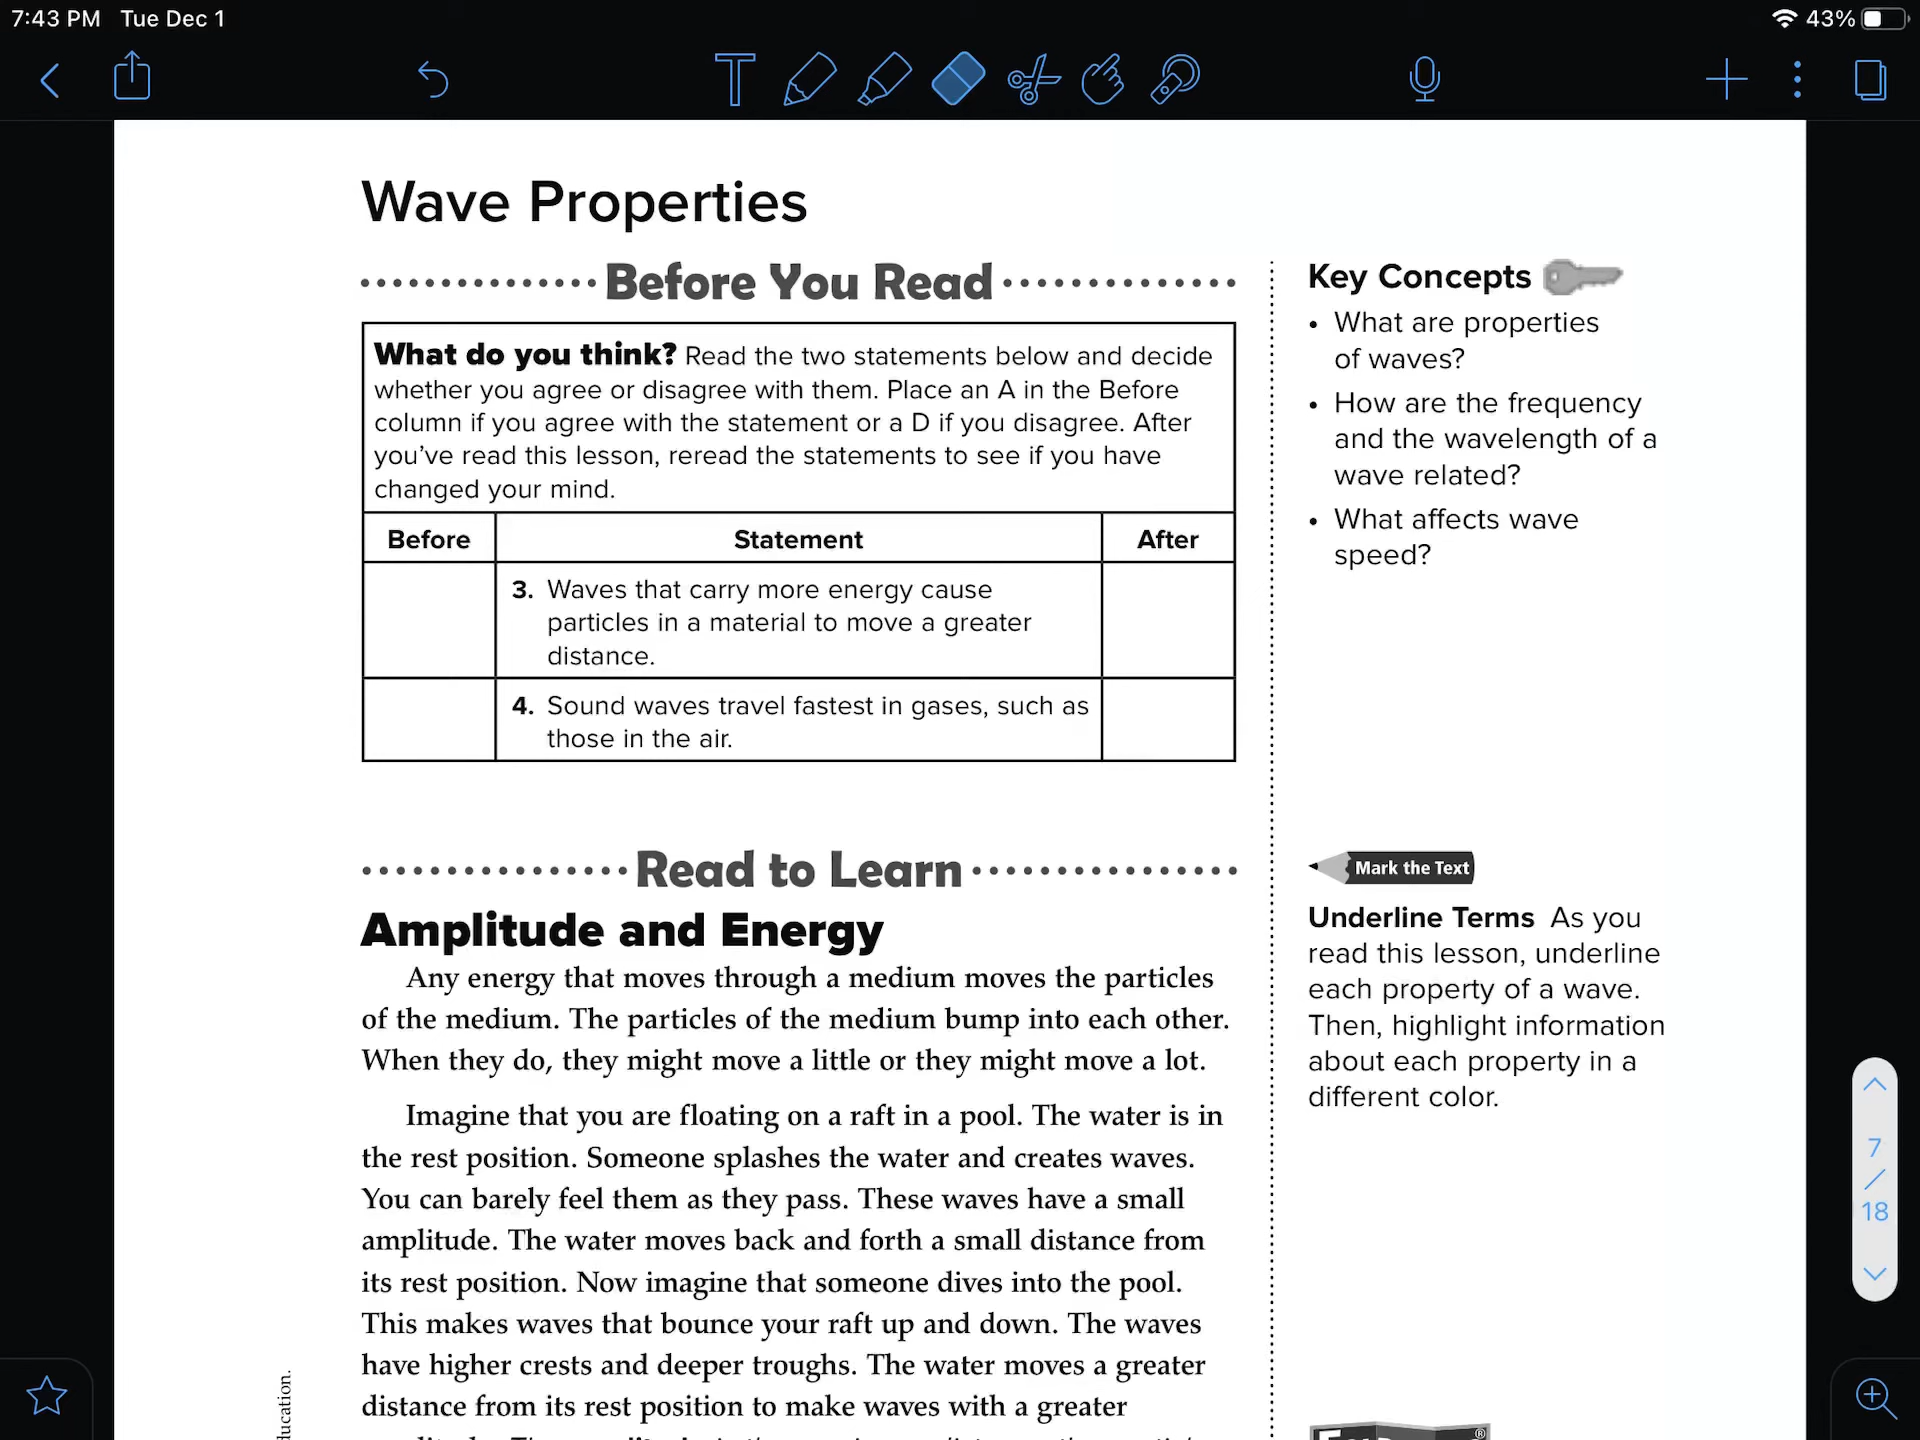 7:43 PM Tue Dec 1
43%
Wave Properties
Before You Read
What do you think? Read the two statements below and decide
whether you agree or disagree with them. Place an A in the Before
column if you agree with the statement or a D if you disagree. After
you’ve read this lesson, reread the statements to see if you have
changed your mind.
Before Statement After
3. Waves that carry more energy cause
particles in a material to move a greater
distance.
4. Sound waves travel fastest in gases, such as
those in the air.
Read to Learn
Amplitude and Energy
Any energy that moves through a medium moves the particles
of the medium. The particles of the medium bump into each other.
When they do, they might move a little or they might move a lot.
Imagine that you are floating on a raft in a pool. The water is in
the rest position. Someone splashes the water and creates waves.
You can barely feel them as they pass. These waves have a small
amplitude. The water moves back and forth a small distance from
its rest position. Now imagine that someone dives into the pool.
This makes waves that bounce your raft up and down. The waves
have higher crests and deeper troughs. The water moves a greater
distance from its rest position to make waves with a greater
Key Concepts
• What are properties
of waves?
• How are the frequency
and the wavelength of a
wave related?
• What affects wave
speed?
Mark the Text
Underline Terms As you
read this lesson, underline
each property of a wave.
Then, highlight information
about each property in a
different color.
7
/
18